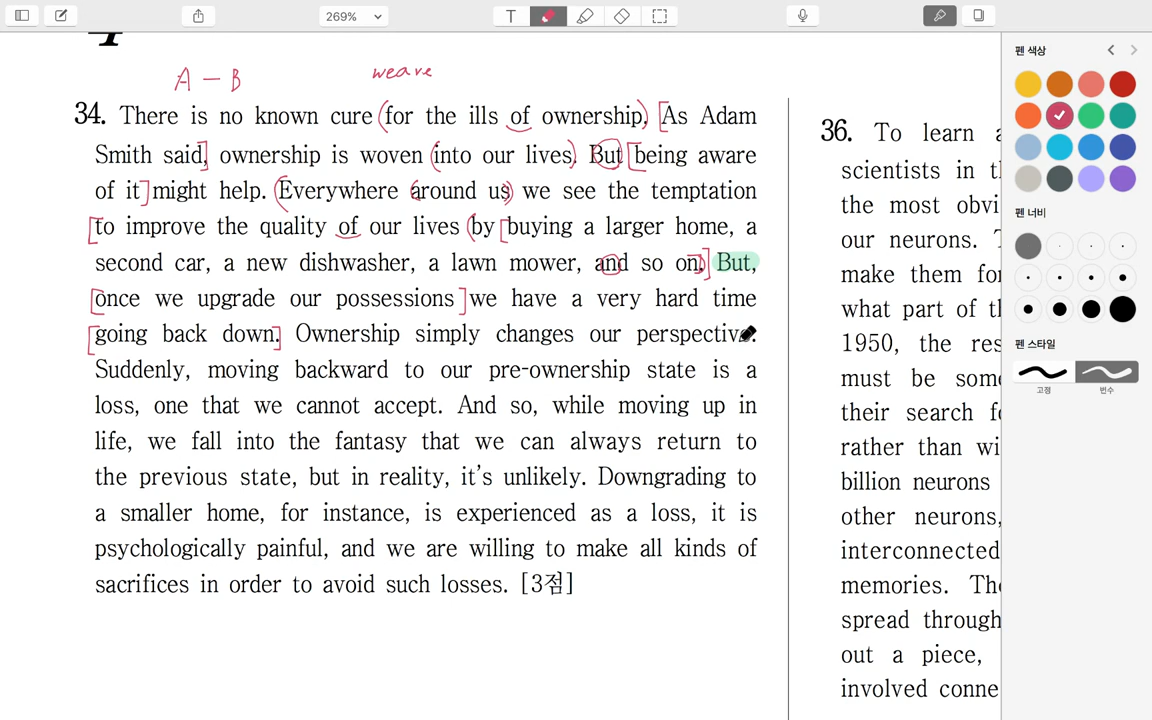 269%
T
펜 색상
A - B
weave
34. There is no known cure (for the ills of ownership.) [As Adam
Smith said,] ownership is woven (into our lives). But [being aware
of it] might help. (Everywhere (around us) we see the temptation
[to improve the quality of our lives (by [buying a larger home, a
second car, a new dishwasher, a lawn mower, and so on.)] But,
[once we upgrade our possessions] we have a very hard time
[going back down.] Ownership simply changes our perspective.
Suddenly, moving backward to our pre-ownership state is a
loss, one that we cannot accept. And so, while moving up in
life, we fall into the fantasy that we can always return to
the previous state, but in reality, it's unlikely. Downgrading to
a smaller home, for instance, is experienced as a loss, it is
psychologically painful, and we are willing to make all kinds of
sacrifices in order to avoid such losses. [3점]
36. To learn a
scientists in th
the most obvi
our neurons.
make them for
what part of th
1950, the res
must be som
their search fo
rather than wi
billion neurons
other neurons,
interconnected
memories. The
spread through
out a piece,
involved conne
펜 너비
펜 스타일
고정
변수